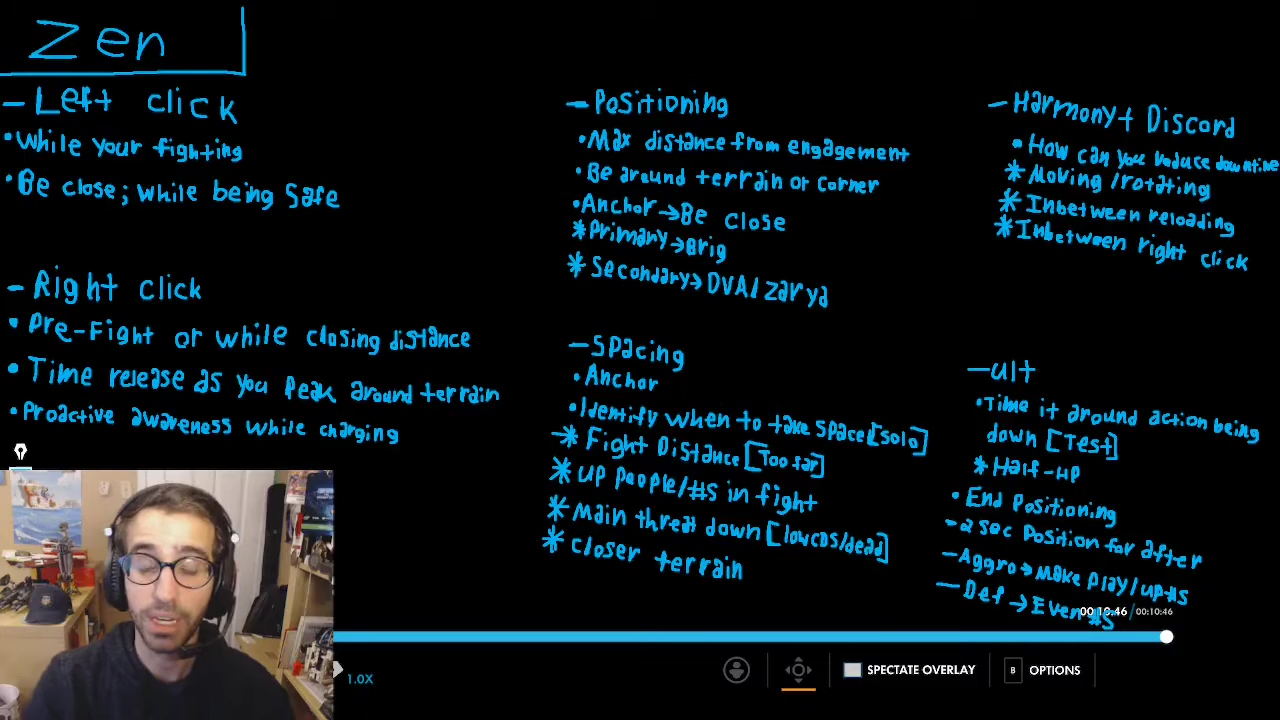 Zen
- Left click
• While your fighting
• Be close; while being safe
- Right click
• Pre-Fight or while closing distance
• Time release as you Peak around terrain
• Proactive awareness while charging
- Positioning
• Max distance from engagement
• Be around terrain or corner
• Anchor → Be close
* Primary → Brig
* Secondary → DVA/Zarya
- Spacing
• Anchor
• Identify when to take space [Solo]
* Fight Distance [Too far]
* UP people/#s in fight
* Main threat down [low CDs/dead]
* closer terrain
- Harmony + Discord
• How can you reduce downtime
* Moving/rotating
* Inbetween reloading
* Inbetween right click
- ult
• Time it around action being
down [Test]
* Half-HP
• End Positioning
- 2 sec Position for after
- Aggro → Make play/up #s
- Def → Even #s
00:10:46 / 00:10:46
1.0X
SPECTATE OVERLAY
B OPTIONS